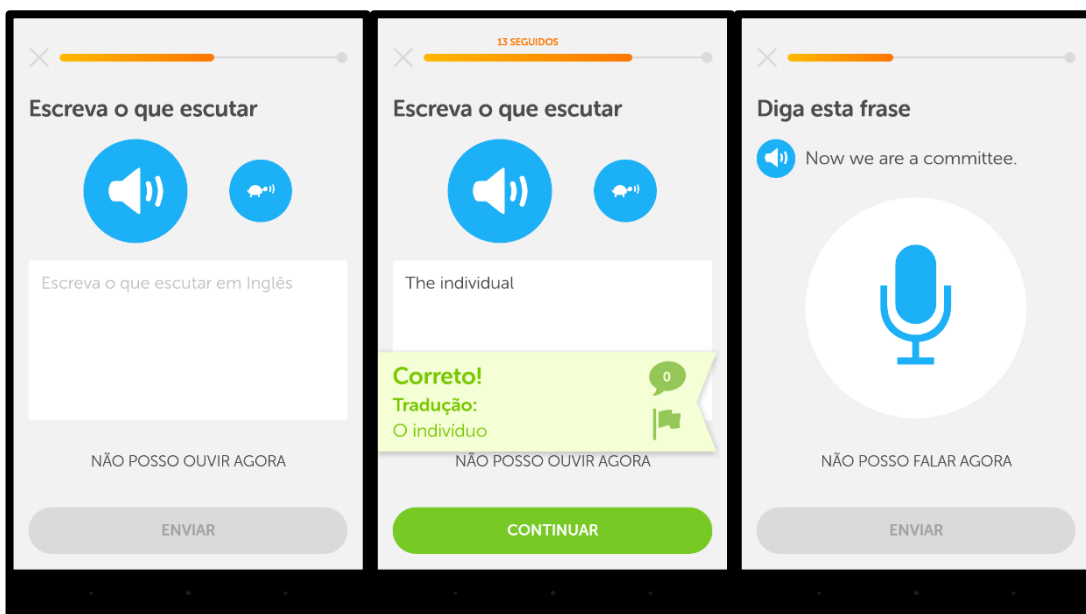 Escreva o que escutar
Escreva o que escutar em Inglês
NÃO POSSO OUVIR AGORA
ENVIAR
13 SEGUIDOS
Escreva o que escutar
The individual
Correto!
0
Tradução:
O indivíduo
NÃO POSSO OUVIR AGORA
CONTINUAR
Diga esta frase
Now we are a committee.
NÃO POSSO FALAR AGORA
ENVIAR